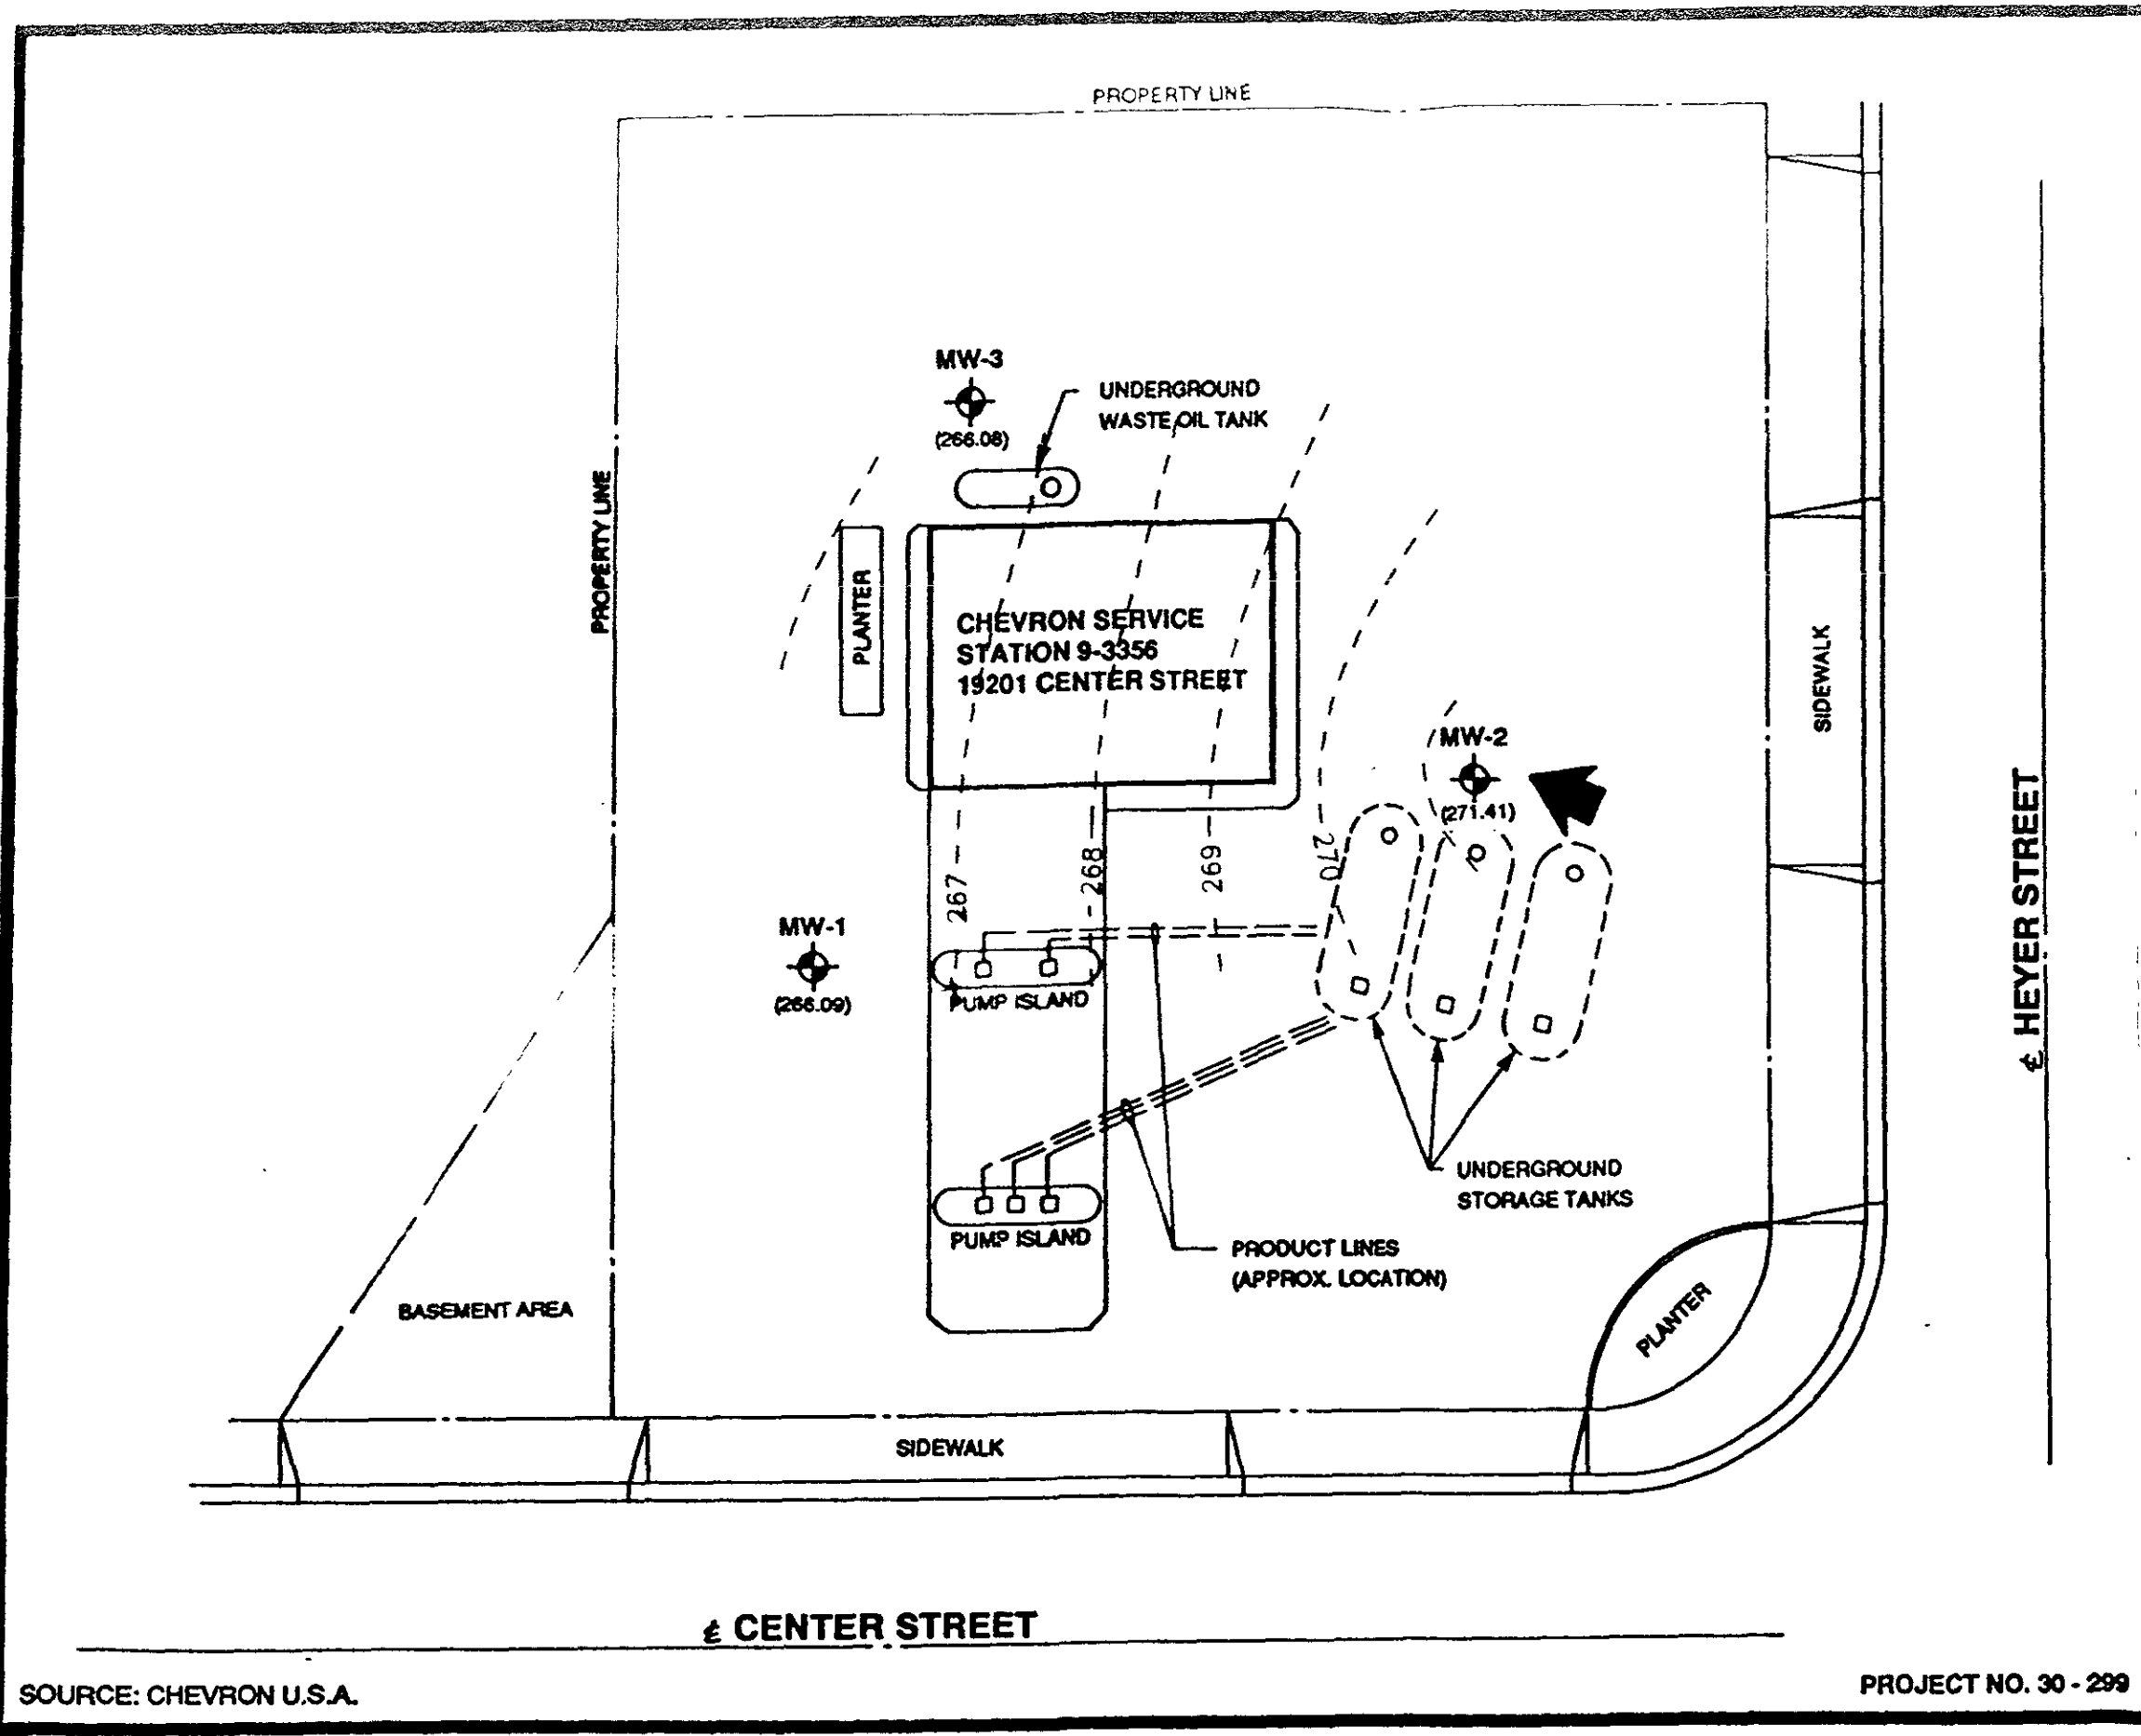 PROPERTY LINE
MW-3
(266.08)
UNDERGROUND
WASTE OIL TANK
PROPERTY LINE
PLANTER
CHEVRON SERVICE
STATION 9-3356
19201 CENTER STREET
SIDEWALK
MW-2
(271.41)
267
268
269
270
MW-1
(266.09)
PUMP ISLAND
℄ HEYER STREET
UNDERGROUND
STORAGE TANKS
PUMP ISLAND
PRODUCT LINES
(APPROX. LOCATION)
BASEMENT AREA
PLANTER
SIDEWALK
℄ CENTER STREET
SOURCE: CHEVRON U.S.A.
PROJECT NO. 30 - 299